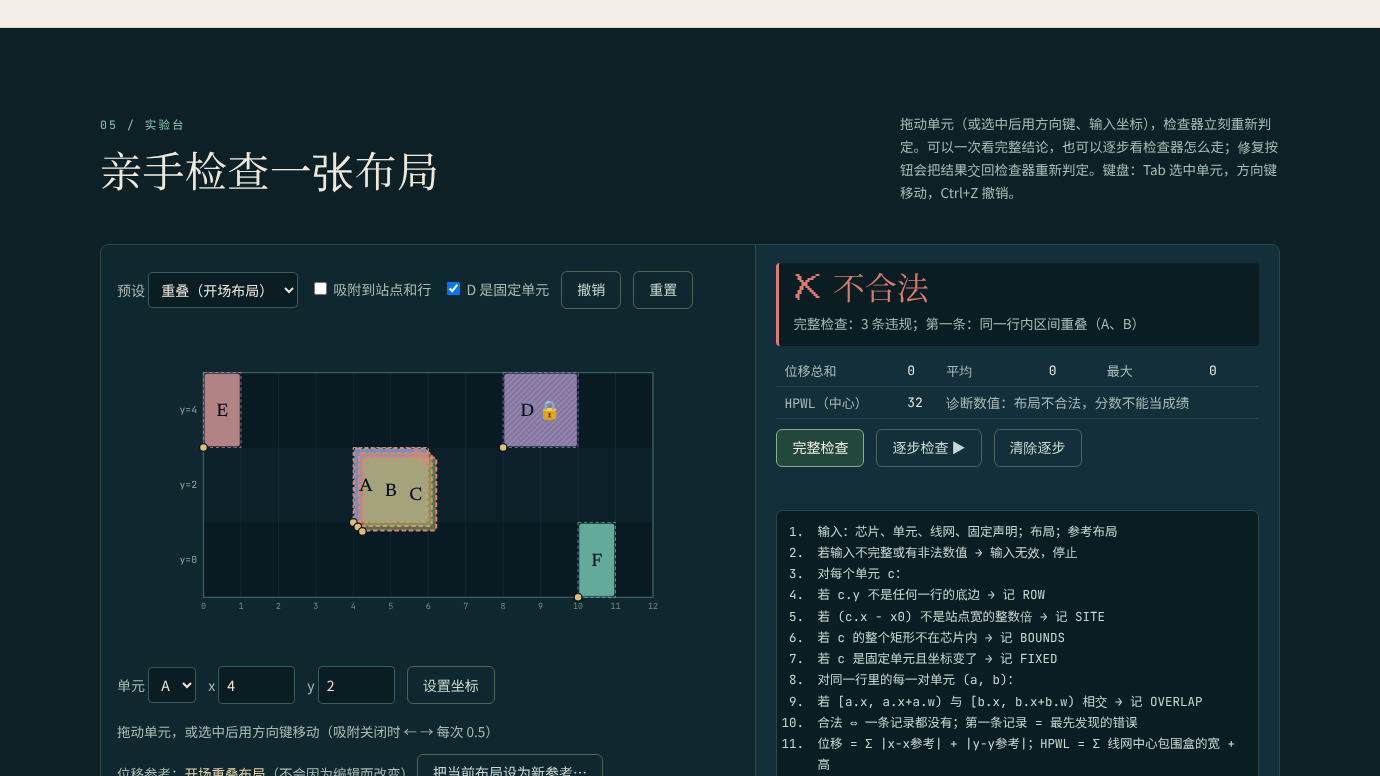 05 / 实验台
亲手检查一张布局
拖动单元（或选中后用方向键、输入坐标），检查器立刻重新判
定。可以一次看完整结论，也可以逐步看检查器怎么走；修复按
钮会把结果交回检查器重新判定。键盘：Tab 选中单元，方向键
移动，Ctrl+Z 撤销。
预设 重叠（开场布局） 吸附到站点和行 D 是固定单元 撤销 重置
E
D 🔒
A B C
F
y=4
y=2
y=0
0 1 2 3 4 5 6 7 8 9 10 11 12
单元 A x 4 y 2 设置坐标
拖动单元，或选中后用方向键移动（吸附关闭时 ←→ 每次 0.5）
位移参考：开场重叠布局（不会因为编辑而改变） 把当前布局设为新参考…
✗ 不合法
完整检查：3 条违规；第一条：同一行内区间重叠（A、B）
位移总和 0 平均 0 最大 0
HPWL（中心） 32 诊断数值：布局不合法，分数不能当成绩
完整检查 逐步检查 ▶ 清除逐步
1. 输入：芯片、单元、线网、固定声明；布局；参考布局
2. 若输入不完整或有非法数值 → 输入无效，停止
3. 对每个单元 c：
4. 若 c.y 不是任何一行的底边 → 记 ROW
5. 若 (c.x - x0) 不是站点宽的整数倍 → 记 SITE
6. 若 c 的整个矩形不在芯片内 → 记 BOUNDS
7. 若 c 是固定单元且坐标变了 → 记 FIXED
8. 对同一行里的每一对单元 (a, b)：
9. 若 [a.x, a.x+a.w) 与 [b.x, b.x+b.w) 相交 → 记 OVERLAP
10. 合法 ⇔ 一条记录都没有；第一条记录 = 最先发现的错误
11. 位移 = Σ |x-x参考| + |y-y参考|；HPWL = Σ 线网中心包围盒的宽 +
高